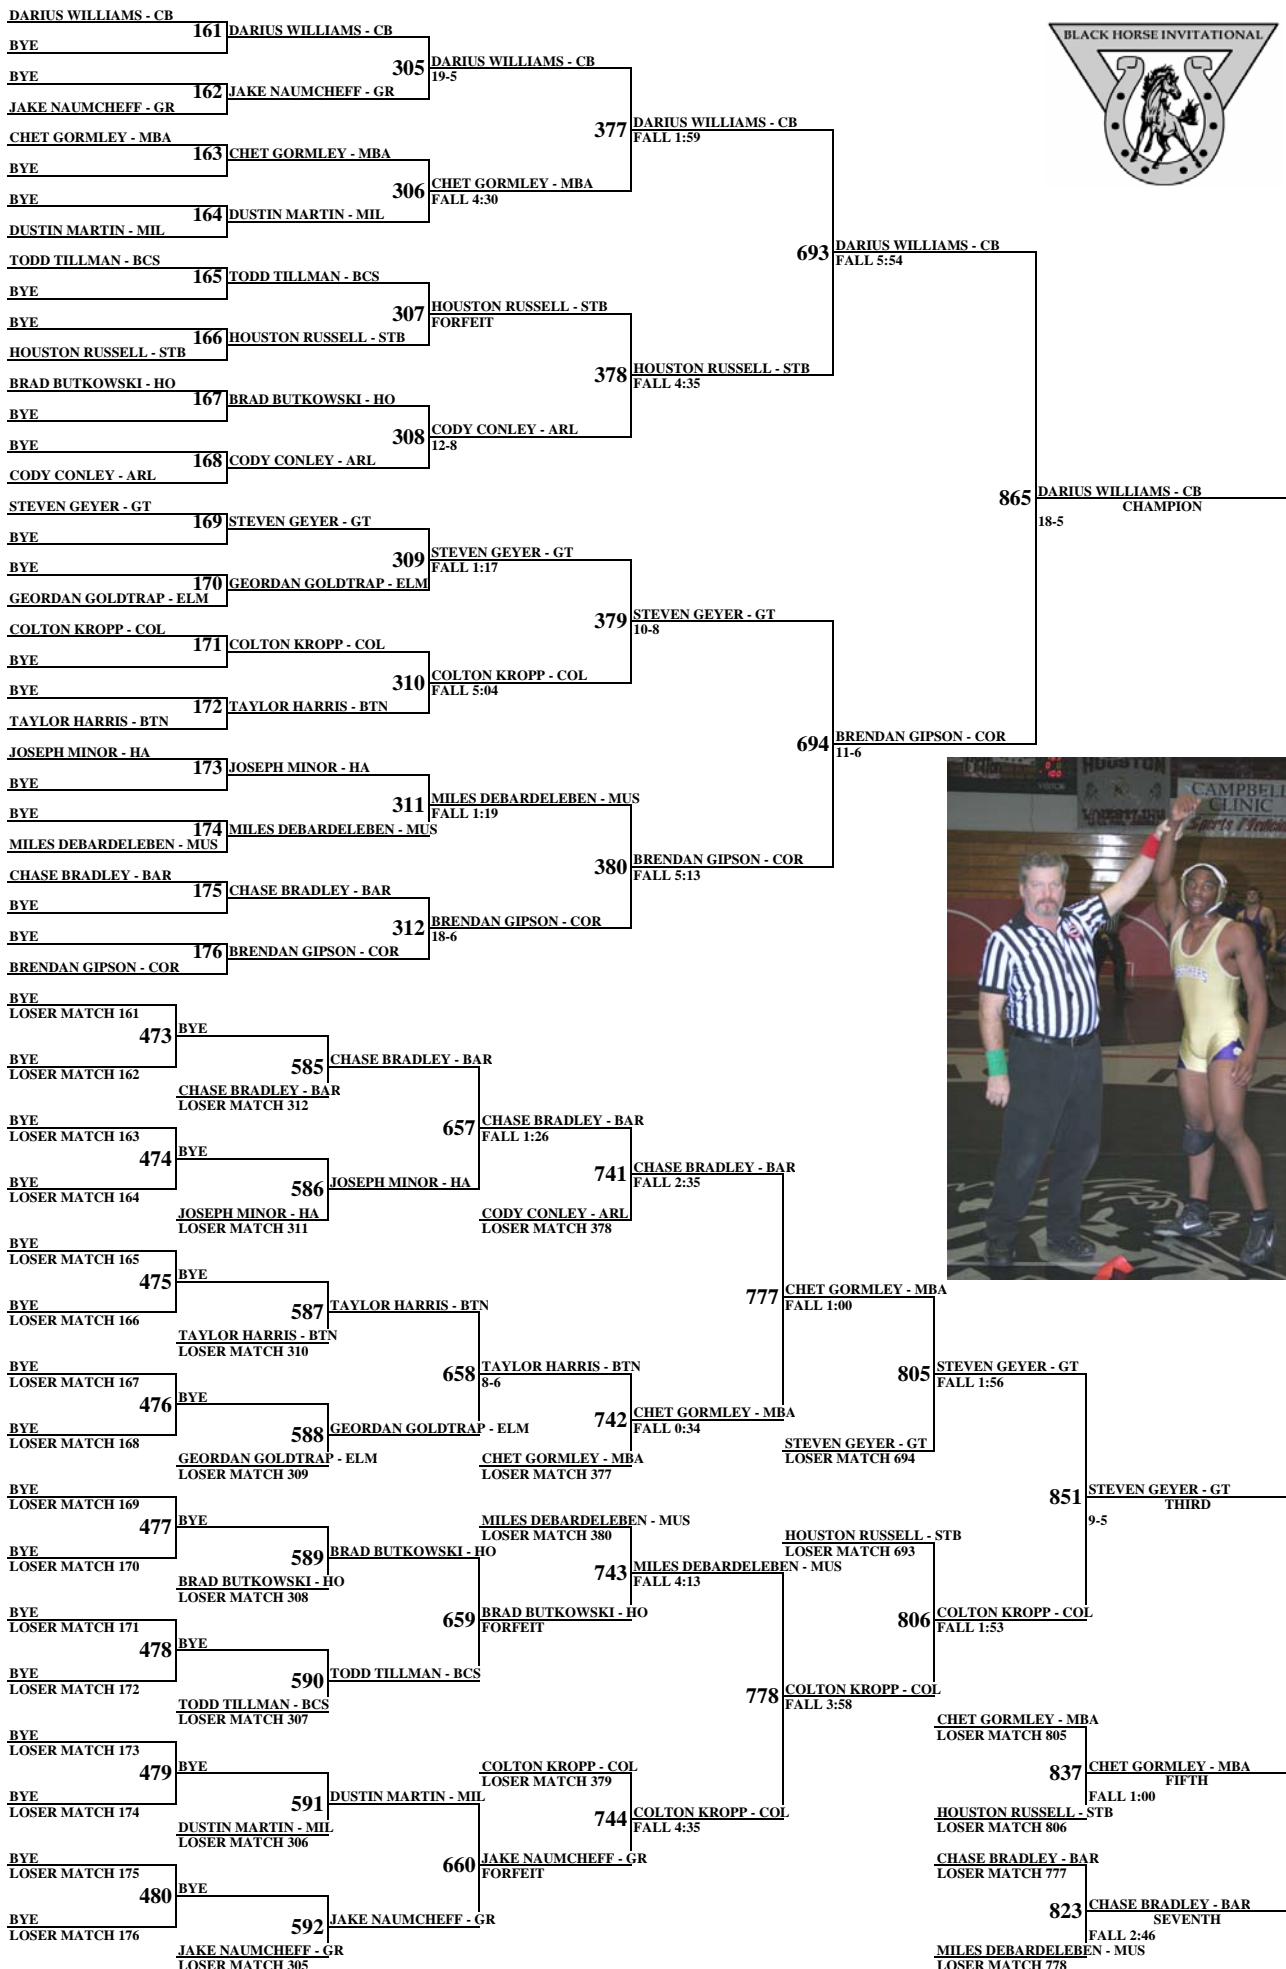 BLACK HORSE INVITATIONAL
DARIUS WILLIAMS - CB
161
DARIUS WILLIAMS - CB
BYE
305
DARIUS WILLIAMS - CB
19-5
BYE
162
JAKE NAUMCHEFF - GR
JAKE NAUMCHEFF - GR
377
DARIUS WILLIAMS - CB
FALL 1:59
CHET GORMLEY - MBA
163
CHET GORMLEY - MBA
BYE
306
CHET GORMLEY - MBA
FALL 4:30
BYE
164
DUSTIN MARTIN - MIL
DUSTIN MARTIN - MIL
693
DARIUS WILLIAMS - CB
FALL 5:54
TODD TILLMAN - BCS
165
TODD TILLMAN - BCS
BYE
307
HOUSTON RUSSELL - STB
FORFEIT
BYE
166
HOUSTON RUSSELL - STB
HOUSTON RUSSELL - STB
378
HOUSTON RUSSELL - STB
FALL 4:35
BRAD BUTKOWSKI - HO
167
BRAD BUTKOWSKI - HO
BYE
308
CODY CONLEY - ARL
12-8
BYE
168
CODY CONLEY - ARL
CODY CONLEY - ARL
865
DARIUS WILLIAMS - CB
CHAMPION
18-5
STEVEN GEYER - GT
169
STEVEN GEYER - GT
BYE
309
STEVEN GEYER - GT
FALL 1:17
BYE
170
GEORDAN GOLDTRAP - ELM
GEORDAN GOLDTRAP - ELM
379
STEVEN GEYER - GT
10-8
COLTON KROPP - COL
171
COLTON KROPP - COL
BYE
310
COLTON KROPP - COL
FALL 5:04
BYE
172
TAYLOR HARRIS - BTN
TAYLOR HARRIS - BTN
694
BRENDAN GIPSON - COR
11-6
JOSEPH MINOR - HA
173
JOSEPH MINOR - HA
BYE
311
MILES DEBARDELEBEN - MUS
FALL 1:19
BYE
174
MILES DEBARDELEBEN - MUS
MILES DEBARDELEBEN - MUS
380
BRENDAN GIPSON - COR
FALL 5:13
CHASE BRADLEY - BAR
175
CHASE BRADLEY - BAR
BYE
312
BRENDAN GIPSON - COR
18-6
BYE
176
BRENDAN GIPSON - COR
BRENDAN GIPSON - COR
HOUSTON
CAMPBELL
CLINIC
BYE
LOSER MATCH 161
473
BYE
BYE
LOSER MATCH 162
585
CHASE BRADLEY - BAR
CHASE BRADLEY - BAR
LOSER MATCH 312
657
CHASE BRADLEY - BAR
FALL 1:26
BYE
LOSER MATCH 163
474
BYE
BYE
LOSER MATCH 164
586
JOSEPH MINOR - HA
JOSEPH MINOR - HA
LOSER MATCH 311
741
CHASE BRADLEY - BAR
FALL 2:35
CODY CONLEY - ARL
LOSER MATCH 378
BYE
LOSER MATCH 165
475
BYE
BYE
LOSER MATCH 166
587
TAYLOR HARRIS - BTN
TAYLOR HARRIS - BTN
LOSER MATCH 310
777
CHET GORMLEY - MBA
FALL 1:00
658
TAYLOR HARRIS - BTN
8-6
BYE
LOSER MATCH 167
476
BYE
BYE
LOSER MATCH 168
588
GEORDAN GOLDTRAP - ELM
GEORDAN GOLDTRAP - ELM
LOSER MATCH 309
742
CHET GORMLEY - MBA
FALL 0:34
CHET GORMLEY - MBA
LOSER MATCH 377
805
STEVEN GEYER - GT
FALL 1:56
STEVEN GEYER - GT
LOSER MATCH 694
851
STEVEN GEYER - GT
THIRD
9-5
BYE
LOSER MATCH 169
477
BYE
BYE
LOSER MATCH 170
589
BRAD BUTKOWSKI - HO
BRAD BUTKOWSKI - HO
LOSER MATCH 308
MILES DEBARDELEBEN - MUS
LOSER MATCH 380
743
MILES DEBARDELEBEN - MUS
FALL 4:13
659
BRAD BUTKOWSKI - HO
FORFEIT
HOUSTON RUSSELL - STB
LOSER MATCH 693
806
COLTON KROPP - COL
FALL 1:53
BYE
LOSER MATCH 171
478
BYE
BYE
LOSER MATCH 172
590
TODD TILLMAN - BCS
TODD TILLMAN - BCS
LOSER MATCH 307
778
COLTON KROPP - COL
FALL 3:58
BYE
LOSER MATCH 173
479
BYE
BYE
LOSER MATCH 174
591
DUSTIN MARTIN - MIL
DUSTIN MARTIN - MIL
LOSER MATCH 306
COLTON KROPP - COL
LOSER MATCH 379
744
COLTON KROPP - COL
FALL 4:35
660
JAKE NAUMCHEFF - GR
FORFEIT
BYE
LOSER MATCH 175
480
BYE
BYE
LOSER MATCH 176
592
JAKE NAUMCHEFF - GR
JAKE NAUMCHEFF - GR
LOSER MATCH 305
CHET GORMLEY - MBA
LOSER MATCH 805
837
CHET GORMLEY - MBA
FIFTH
FALL 1:00
HOUSTON RUSSELL - STB
LOSER MATCH 806
CHASE BRADLEY - BAR
LOSER MATCH 777
823
CHASE BRADLEY - BAR
SEVENTH
FALL 2:46
MILES DEBARDELEBEN - MUS
LOSER MATCH 778